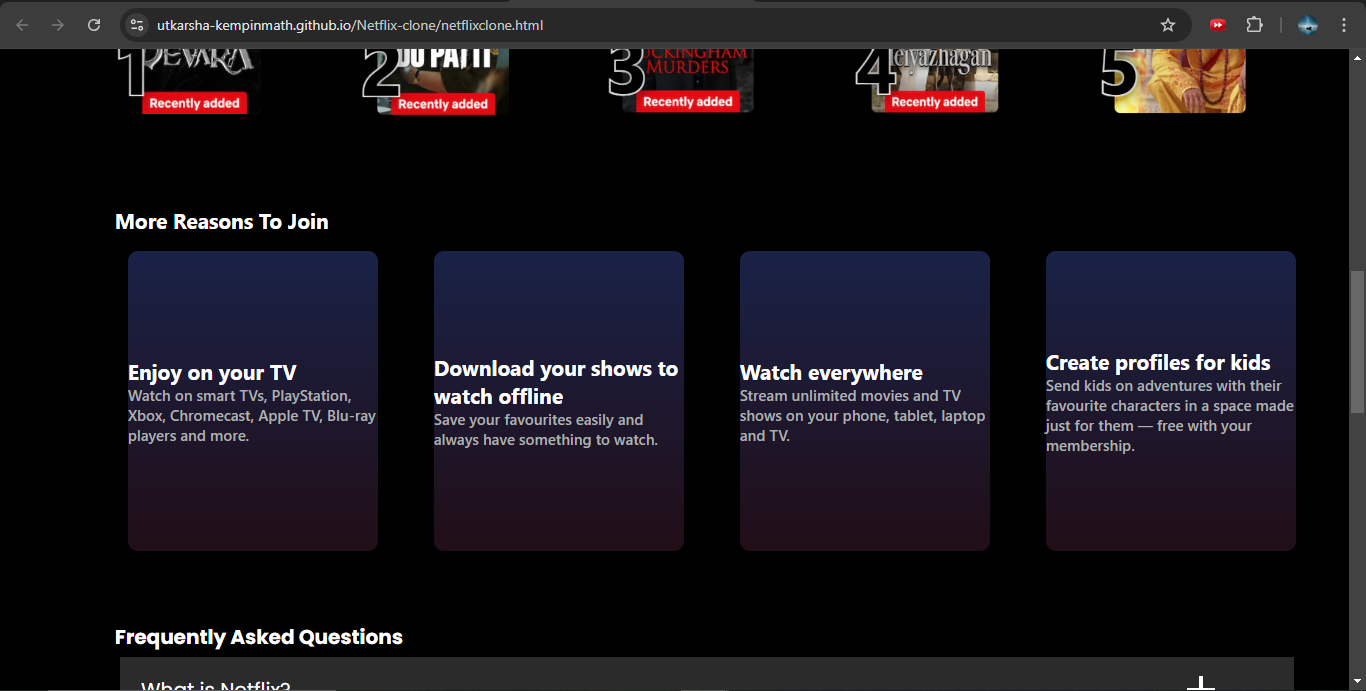 utkarsha-kempinmath.github.io/Netflix-clone/netflixclone.html
1 DEVARA
2 DO PATTI
3 BUCKINGHAM
MURDERS
4 Meiyazhagan
5
Recently added
Recently added
Recently added
Recently added
More Reasons To Join
Enjoy on your TV
Watch on smart TVs, PlayStation,
Xbox, Chromecast, Apple TV, Blu-ray
players and more.
Download your shows to
watch offline
Save your favourites easily and
always have something to watch.
Watch everywhere
Stream unlimited movies and TV
shows on your phone, tablet, laptop
and TV.
Create profiles for kids
Send kids on adventures with their
favourite characters in a space made
just for them — free with your
membership.
Frequently Asked Questions
What is Netflix?